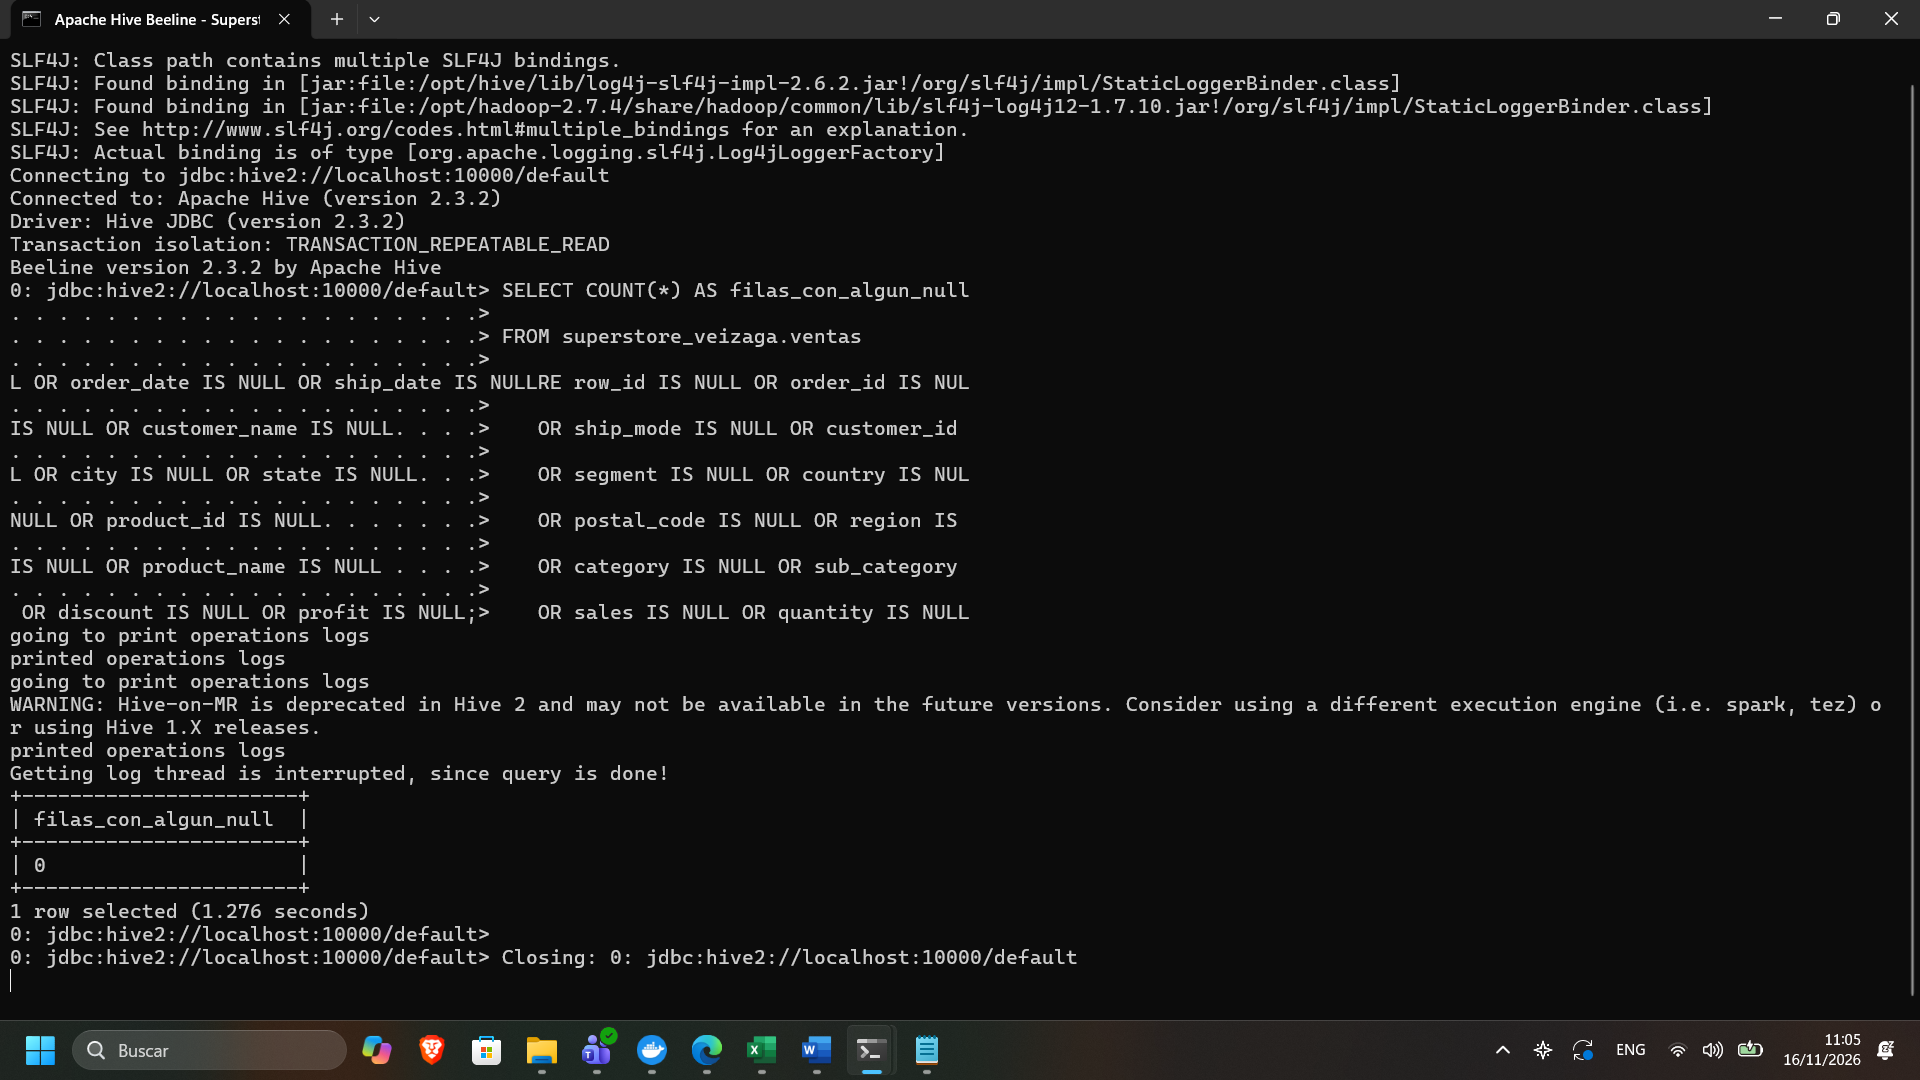 Apache Hive Beeline - Supers
SLF4J: Class path contains multiple SLF4J bindings.
SLF4J: Found binding in [jar:file:/opt/hive/lib/log4j-slf4j-impl-2.6.2.jar!/org/slf4j/impl/StaticLoggerBinder.class]
SLF4J: Found binding in [jar:file:/opt/hadoop-2.7.4/share/hadoop/common/lib/slf4j-log4j12-1.7.10.jar!/org/slf4j/impl/StaticLoggerBinder.class]
SLF4J: See http://www.slf4j.org/codes.html#multiple_bindings for an explanation.
SLF4J: Actual binding is of type [org.apache.logging.slf4j.Log4jLoggerFactory]
Connecting to jdbc:hive2://localhost:10000/default
Connected to: Apache Hive (version 2.3.2)
Driver: Hive JDBC (version 2.3.2)
Transaction isolation: TRANSACTION_REPEATABLE_READ
Beeline version 2.3.2 by Apache Hive
0: jdbc:hive2://localhost:10000/default> SELECT COUNT(*) AS filas_con_algun_null
. . . . . . . . . . . . . . . . . . . .>
. . . . . . . . . . . . . . . . . . . .> FROM superstore_veizaga.ventas
. . . . . . . . . . . . . . . . . . . .>
L OR order_date IS NULL OR ship_date IS NULLRE row_id IS NULL OR order_id IS NUL
. . . . . . . . . . . . . . . . . . . .>
IS NULL OR customer_name IS NULL. . . .>    OR ship_mode IS NULL OR customer_id
. . . . . . . . . . . . . . . . . . . .>
L OR city IS NULL OR state IS NULL. . .>    OR segment IS NULL OR country IS NUL
. . . . . . . . . . . . . . . . . . . .>
NULL OR product_id IS NULL. . . . . . .>    OR postal_code IS NULL OR region IS
. . . . . . . . . . . . . . . . . . . .>
IS NULL OR product_name IS NULL . . . .>    OR category IS NULL OR sub_category
. . . . . . . . . . . . . . . . . . . .>
 OR discount IS NULL OR profit IS NULL;>    OR sales IS NULL OR quantity IS NULL
going to print operations logs
printed operations logs
going to print operations logs
WARNING: Hive-on-MR is deprecated in Hive 2 and may not be available in the future versions. Consider using a different execution engine (i.e. spark, tez) o
r using Hive 1.X releases.
printed operations logs
Getting log thread is interrupted, since query is done!
+-----------------------+
| filas_con_algun_null  |
+-----------------------+
| 0                     |
+-----------------------+
1 row selected (1.276 seconds)
0: jdbc:hive2://localhost:10000/default>
0: jdbc:hive2://localhost:10000/default> Closing: 0: jdbc:hive2://localhost:10000/default
Buscar
ENG
11:05
16/11/2026